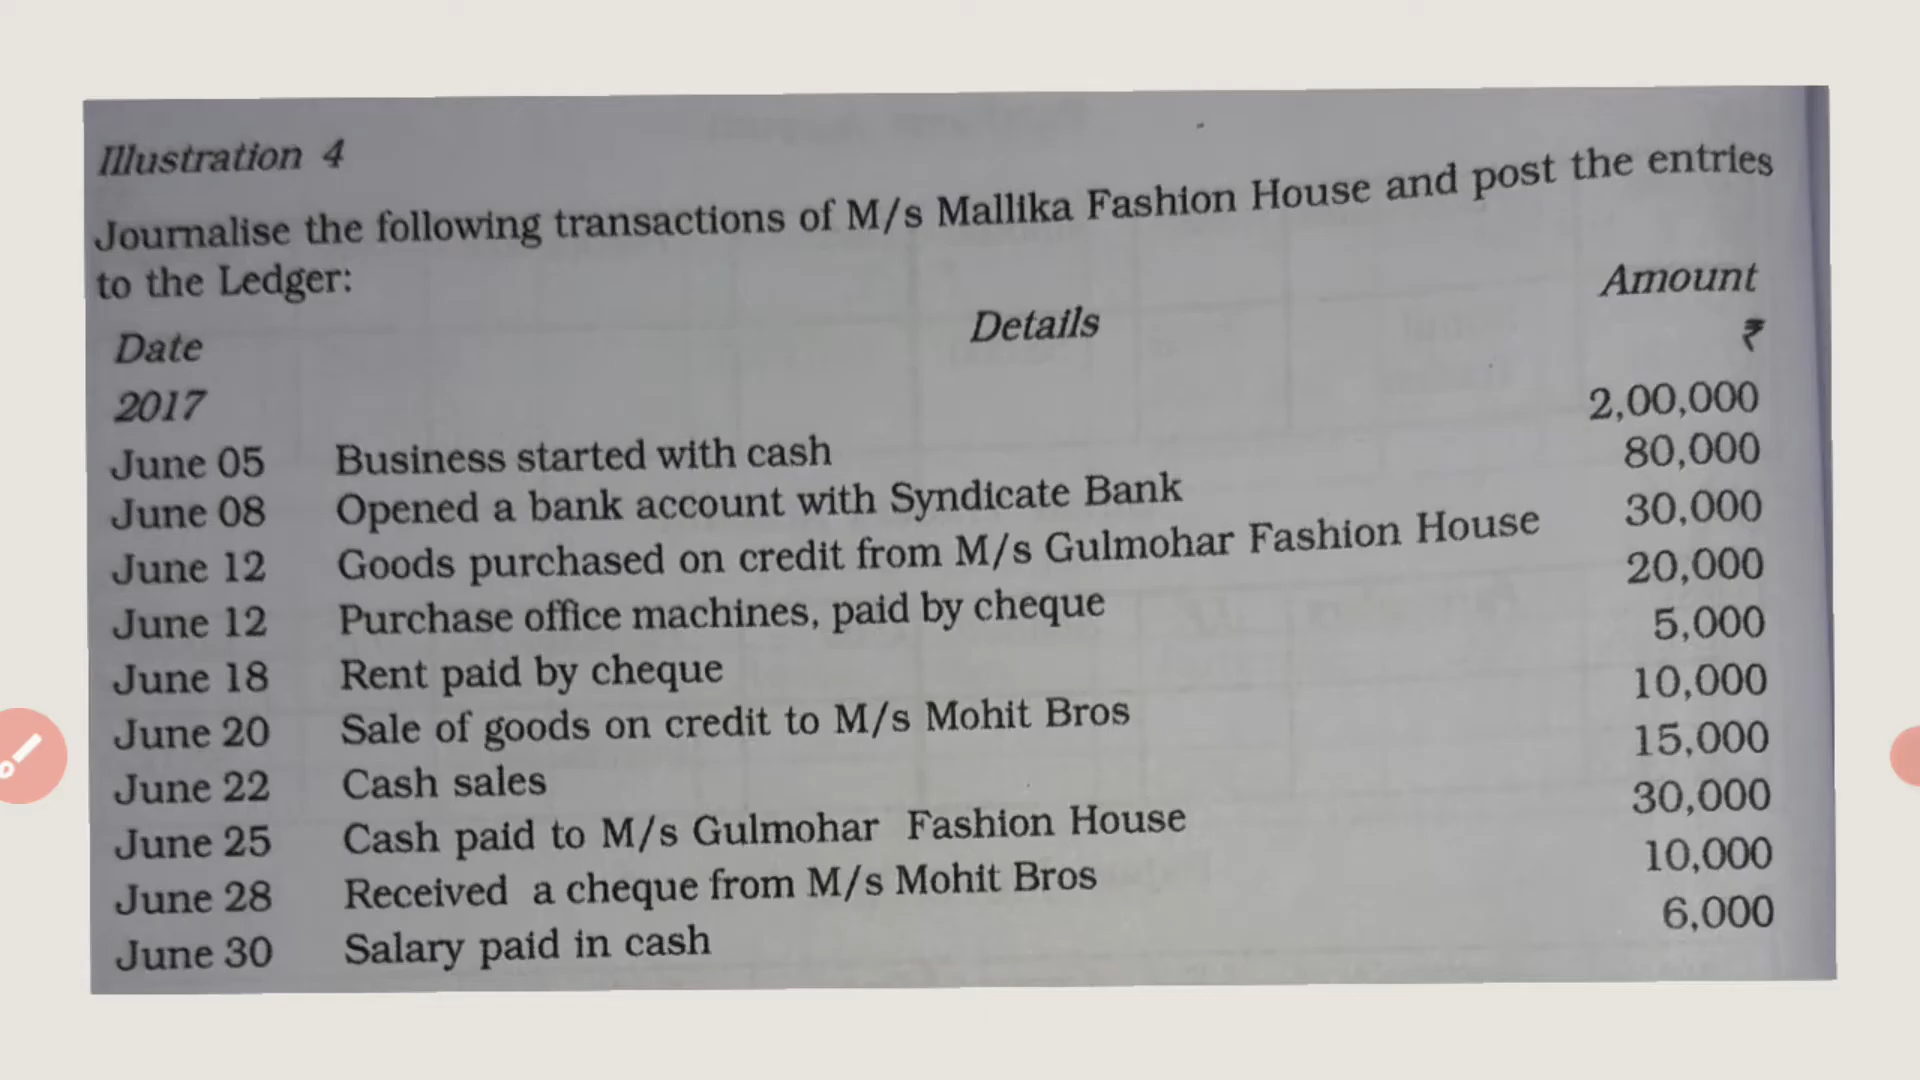 Illustration 4
Journalise the following transactions of M/s Mallika Fashion House and post the entries
to the Ledger:
Date Details Amount
₹
2017
June 05 Business started with cash 2,00,000
June 08 Opened a bank account with Syndicate Bank 80,000
June 12 Goods purchased on credit from M/s Gulmohar Fashion House 30,000
June 12 Purchase office machines, paid by cheque 20,000
June 18 Rent paid by cheque 5,000
June 20 Sale of goods on credit to M/s Mohit Bros 10,000
June 22 Cash sales 15,000
June 25 Cash paid to M/s Gulmohar Fashion House 30,000
June 28 Received a cheque from M/s Mohit Bros 10,000
June 30 Salary paid in cash 6,000